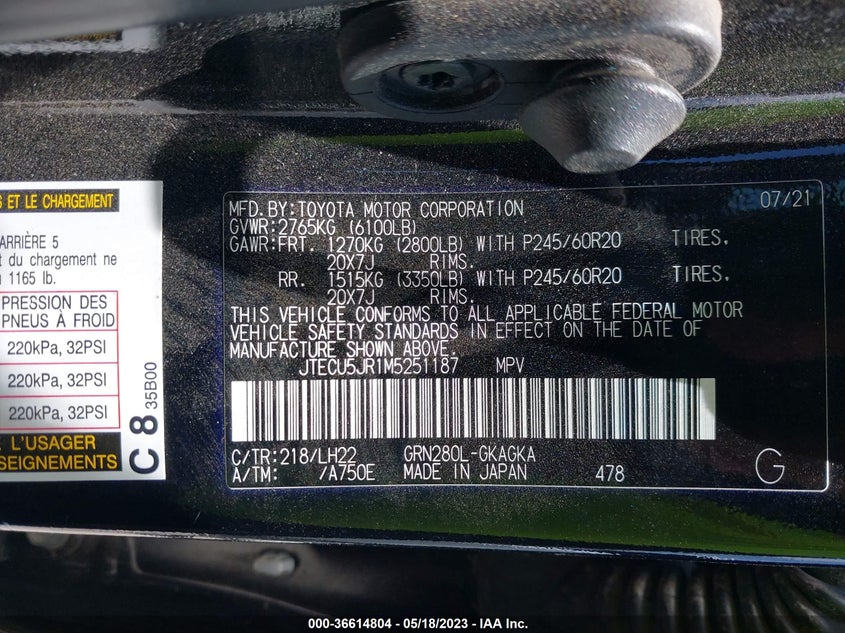 S ET LE CHARGEMENT
ARRIÈRE 5
t du chargement ne
1165 lb.
PRESSION DES
PNEUS À FROID
220kPa, 32PSI
220kPa, 32PSI
220kPa, 32PSI
L'USAGER
SEIGNEMENTS
C 8 35B00
MFD.BY:TOYOTA MOTOR CORPORATION 07/21
GVWR:2765KG (6100LB)
GAWR:FRT. 1270KG (2800LB) WITH P245/60R20 TIRES.
20X7J RIMS.
RR. 1515KG (3350LB) WITH P245/60R20 TIRES.
20X7J RIMS.
THIS VEHICLE CONFORMS TO ALL APPLICABLE FEDERAL MOTOR
VEHICLE SAFETY STANDARDS IN EFFECT ON THE DATE OF
MANUFACTURE SHOWN ABOVE.
JTECU5JR1M5251187 MPV
C/TR:218/LH22 GRN280L-GKAGKA
A/TM: /A750E MADE IN JAPAN 478 G
000-36614804 - 05/18/2023 - IAA Inc.